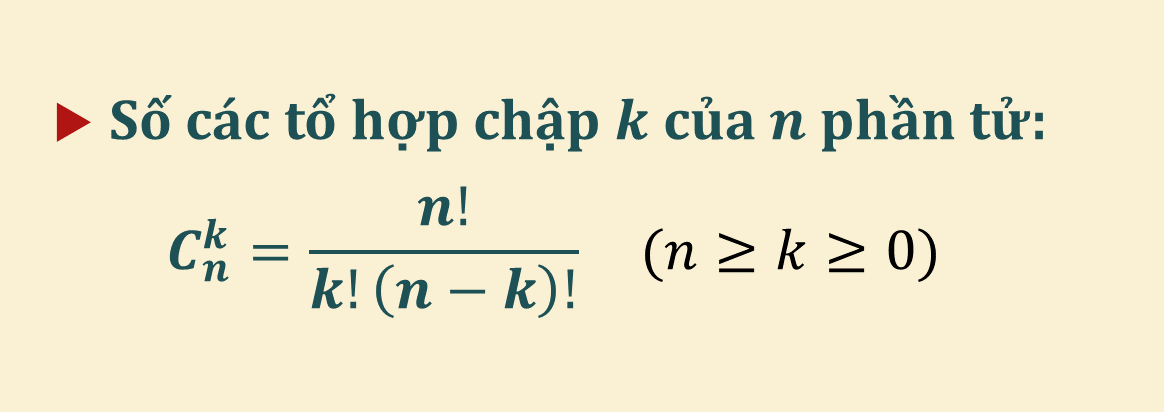 Số các tổ hợp chập k của n phần tử:
C_n^k = n! / (k! (n − k)!) (n ≥ k ≥ 0)